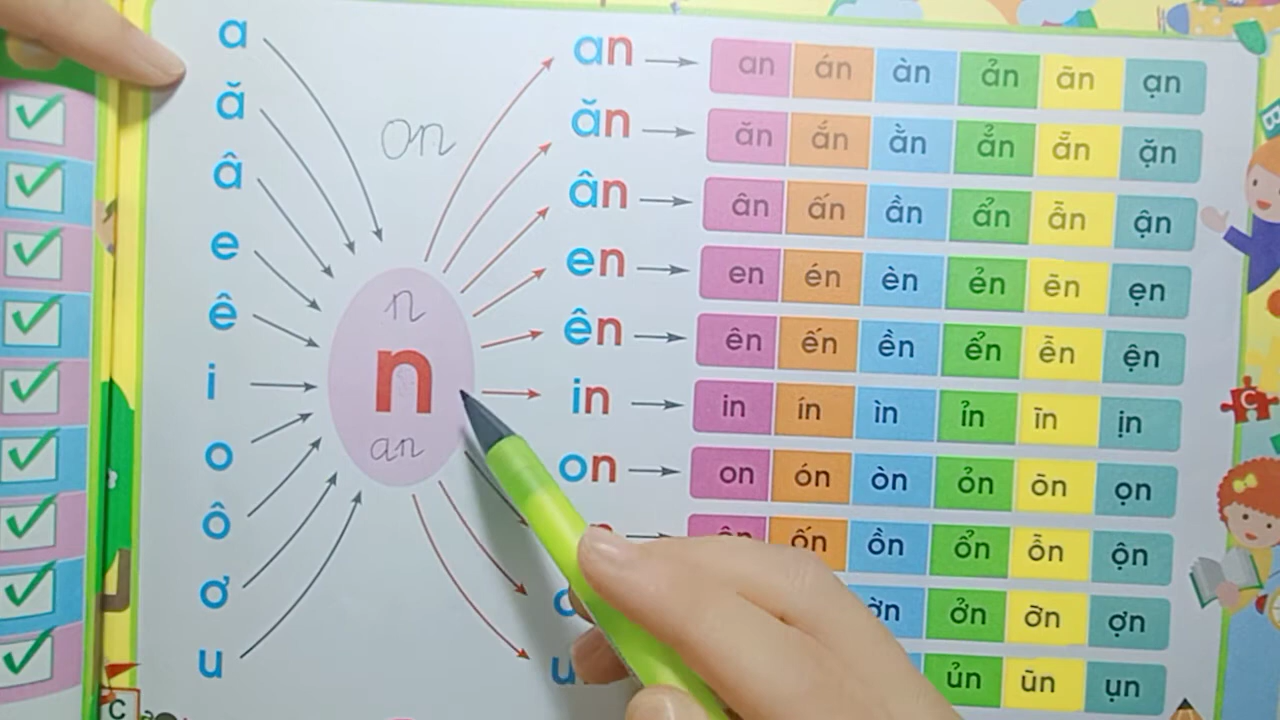 a an an án àn ản ãn ạn
ă ăn ăn ắn ằn ẳn ẵn ặn
on
â ân ân ấn ần ẩn ẫn ận
e en en én èn ẻn ẽn ẹn
n
ê ên ên ến ền ển ễn ện
i n in in ín ìn ỉn ĩn ịn
an
o on on ón òn ỏn õn ọn
ô ốn ồn ổn ỗn ộn
ơ ởn ỡn ợn
u ủn ũn ụn
C